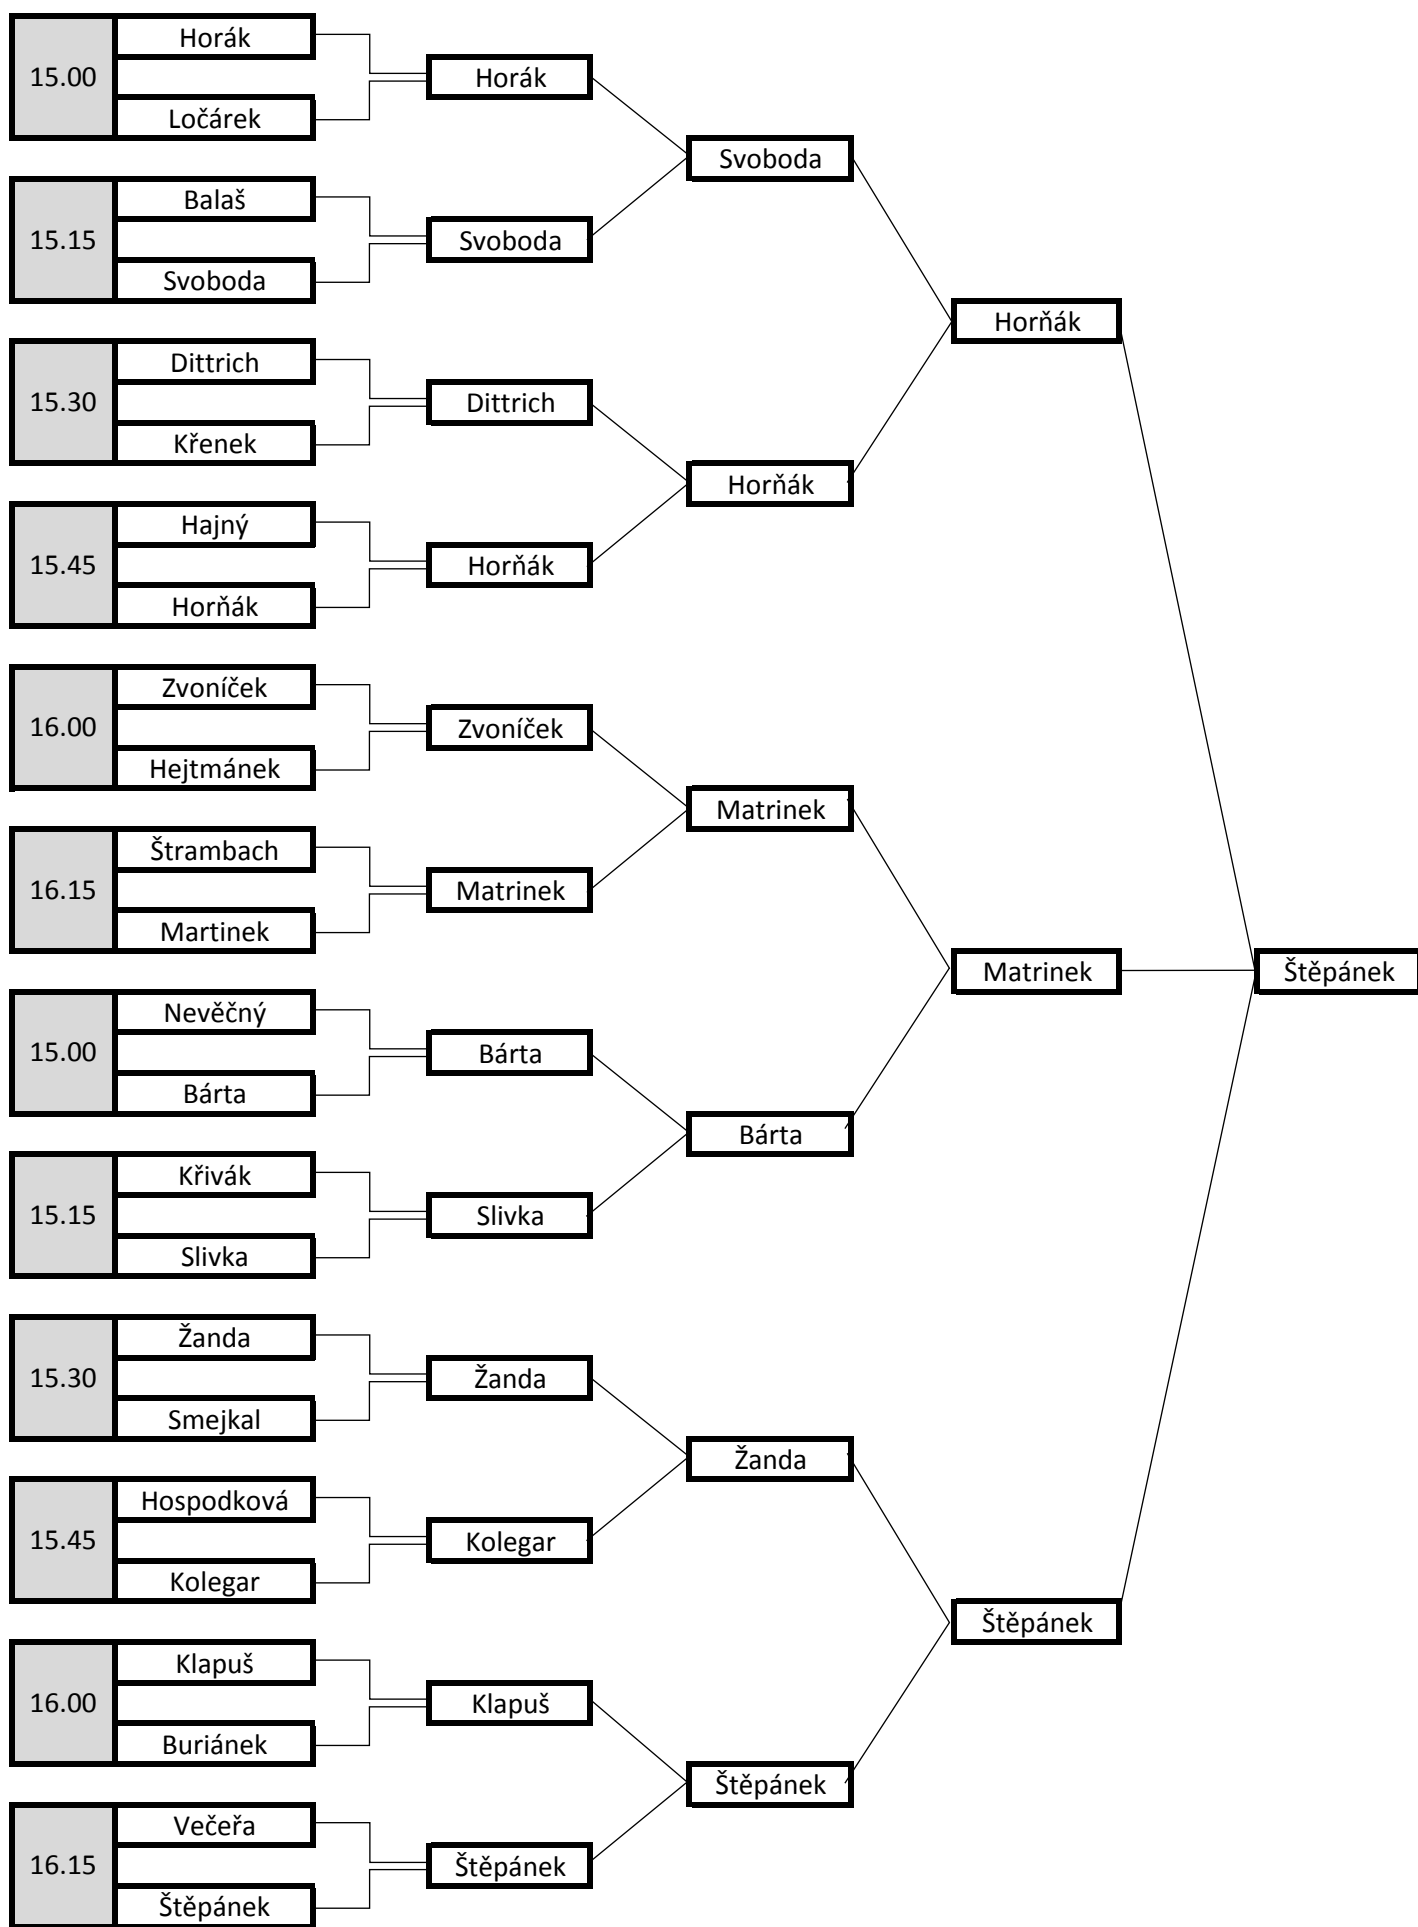 Horák
15.00
Horák
Ločárek
Svoboda
Balaš
15.15
Svoboda
Svoboda
Horňák
Dittrich
15.30
Dittrich
Křenek
Horňák
Hajný
15.45
Horňák
Horňák
Zvoníček
16.00
Zvoníček
Hejtmánek
Matrinek
Štrambach
16.15
Matrinek
Martinek
Matrinek
Štěpánek
Nevěčný
15.00
Bárta
Bárta
Bárta
Křivák
15.15
Slivka
Slivka
Žanda
15.30
Žanda
Smejkal
Žanda
Hospodková
15.45
Kolegar
Kolegar
Štěpánek
Klapuš
16.00
Klapuš
Buriánek
Štěpánek
Večeřa
16.15
Štěpánek
Štěpánek